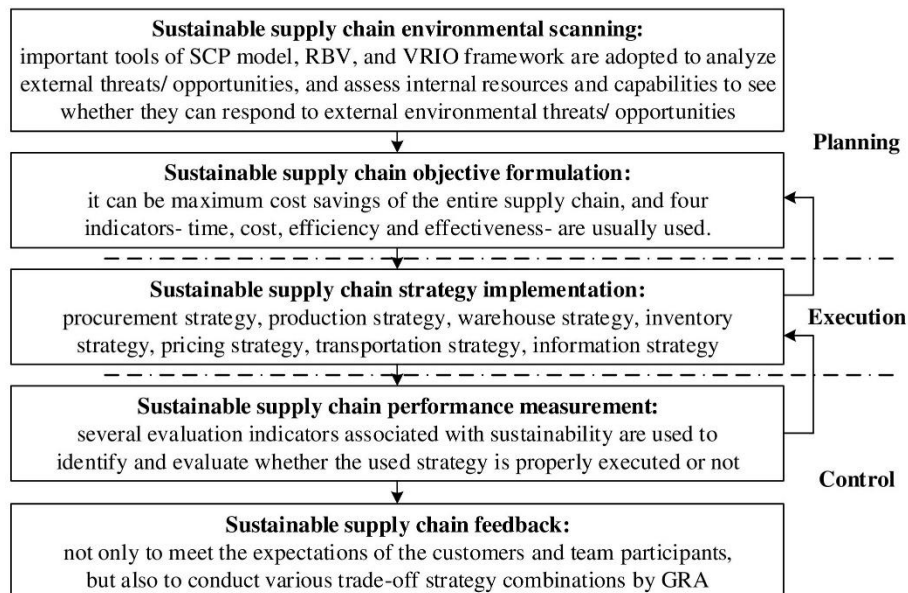 Sustainable supply chain environmental scanning:
important tools of SCP model, RBV, and VRIO framework are adopted to analyze
external threats/ opportunities, and assess internal resources and capabilities to see
whether they can respond to external environmental threats/ opportunities
Planning
Sustainable supply chain objective formulation:
it can be maximum cost savings of the entire supply chain, and four
indicators- time, cost, efficiency and effectiveness- are usually used.
Sustainable supply chain strategy implementation:
procurement strategy, production strategy, warehouse strategy, inventory
strategy, pricing strategy, transportation strategy, information strategy
Execution
Sustainable supply chain performance measurement:
several evaluation indicators associated with sustainability are used to
identify and evaluate whether the used strategy is properly executed or not
Control
Sustainable supply chain feedback:
not only to meet the expectations of the customers and team participants,
but also to conduct various trade-off strategy combinations by GRA